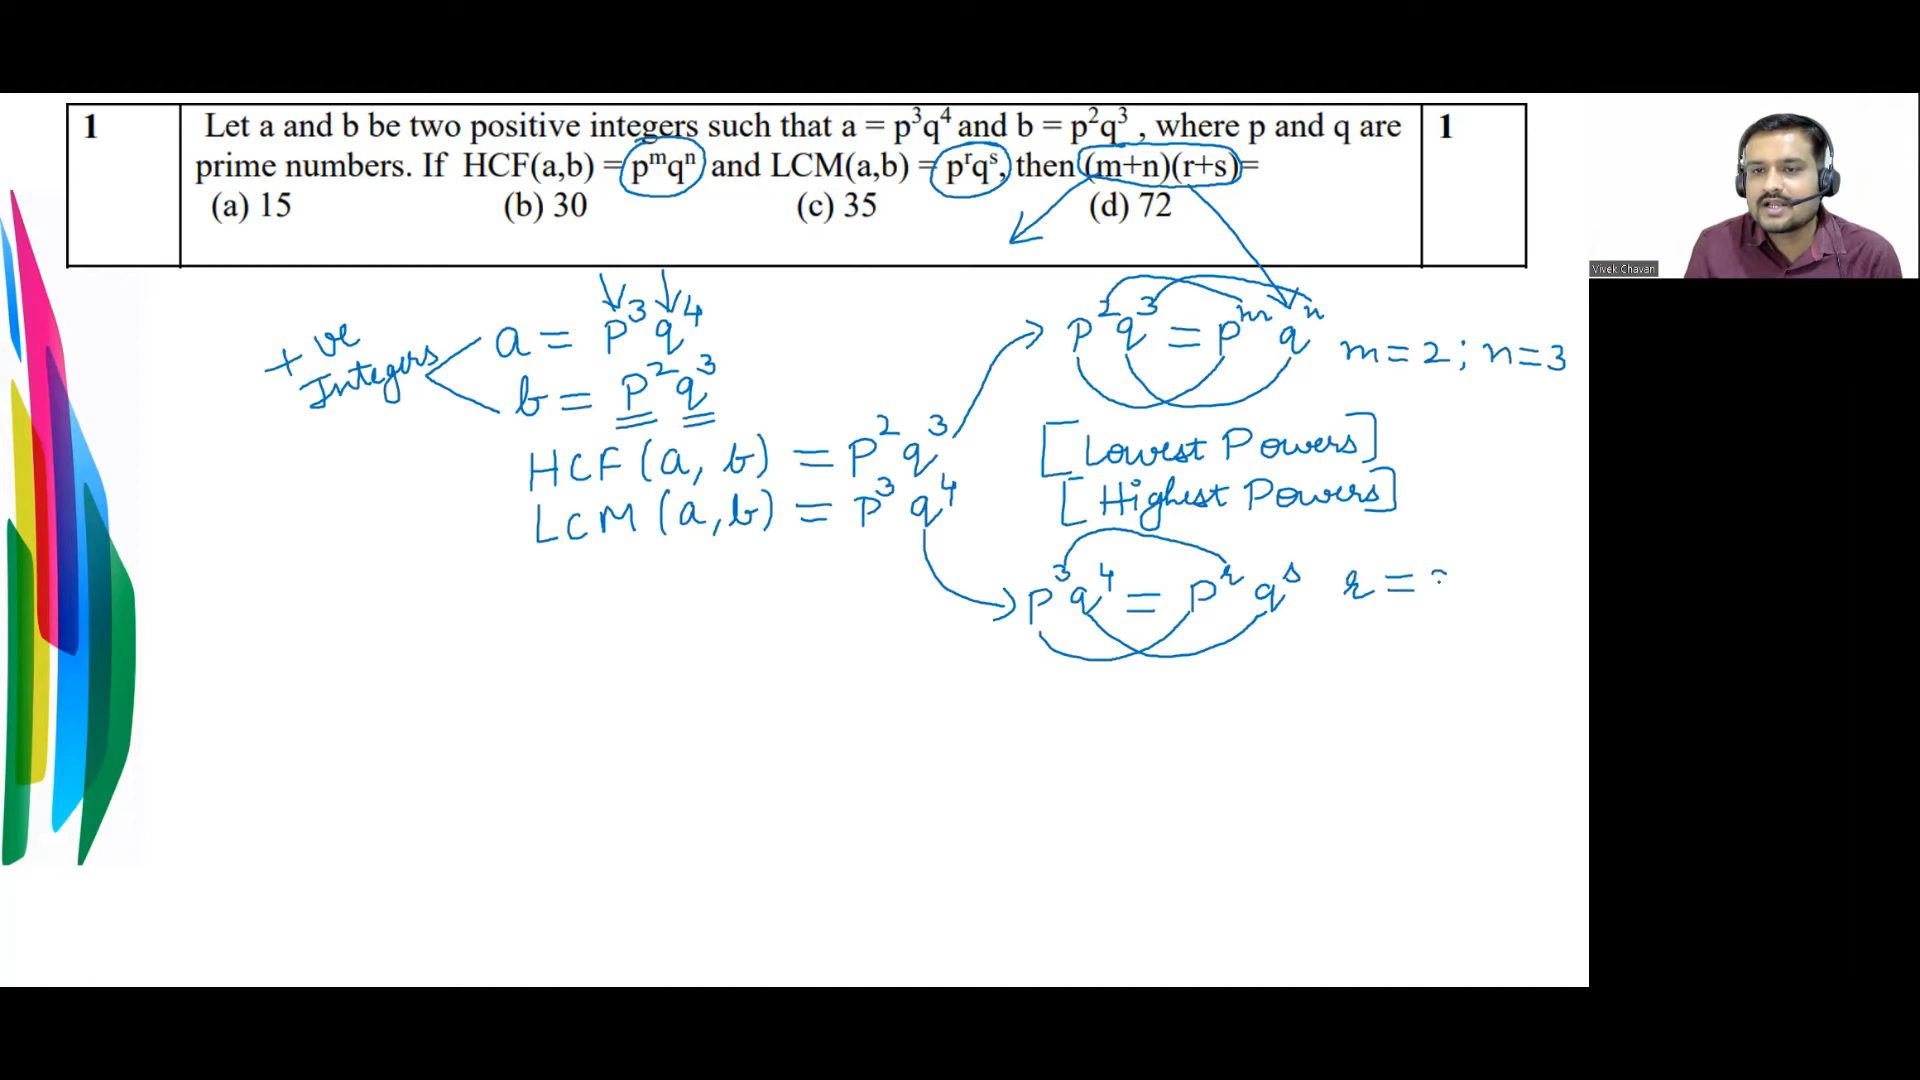 1 Let a and b be two positive integers such that a = p³q⁴ and b = p²q³ , where p and q are 1
prime numbers. If HCF(a,b) = pᵐqⁿ and LCM(a,b) = pʳqˢ, then (m+n)(r+s)=
(a) 15 (b) 30 (c) 35 (d) 72
Vivek Chavan
+ve Integers
a = p³q⁴
b = p²q³
p²q³ = pᵐqⁿ m=2; n=3
HCF(a, b) = p²q³ [Lowest Powers]
LCM(a,b) = p³q⁴ [Highest Powers]
p³q⁴ = pʳqˢ r =